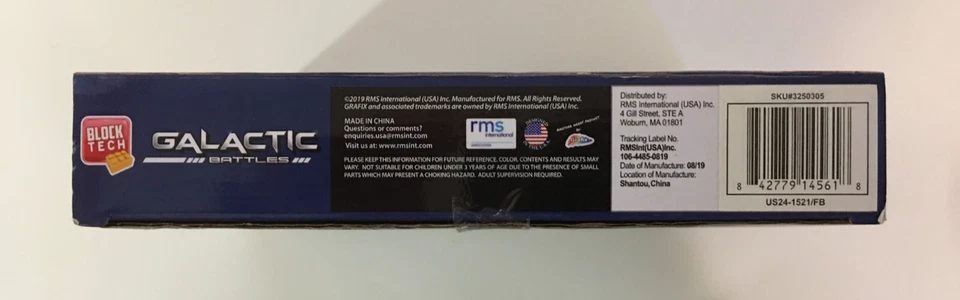 BLOCK
TECH
GALACTIC
BATTLES
©2019 RMS International (USA) Inc. Manufactured for RMS. All Rights Reserved.
GRAFIX and associated trademarks are owned by RMS International (USA) Inc.
MADE IN CHINA
Questions or comments?
enquiries.usa@rmsint.com
Visit us at: www.rmsint.com
rms
international
DESIGNED
ANOTHER GREAT PRODUCT
PLEASE KEEP THIS INFORMATION FOR FUTURE REFERENCE. COLOR, CONTENTS AND RESULTS MAY
VARY. NOT SUITABLE FOR CHILDREN UNDER 3 YEARS OF AGE DUE TO THE PRESENCE OF SMALL
PARTS WHICH MAY PRESENT A CHOKING HAZARD. ADULT SUPERVISION REQUIRED.
Distributed by:
RMS International (USA) Inc.
4 Gill Street, STE A
Woburn, MA 01801
Tracking Label No.
RMSint(USA)Inc.
106-4485-0819
Date of Manufacture: 08/19
Location of Manufacture:
Shantou,China
SKU#3250305
8 42779 14561 8
US24-1521/FB